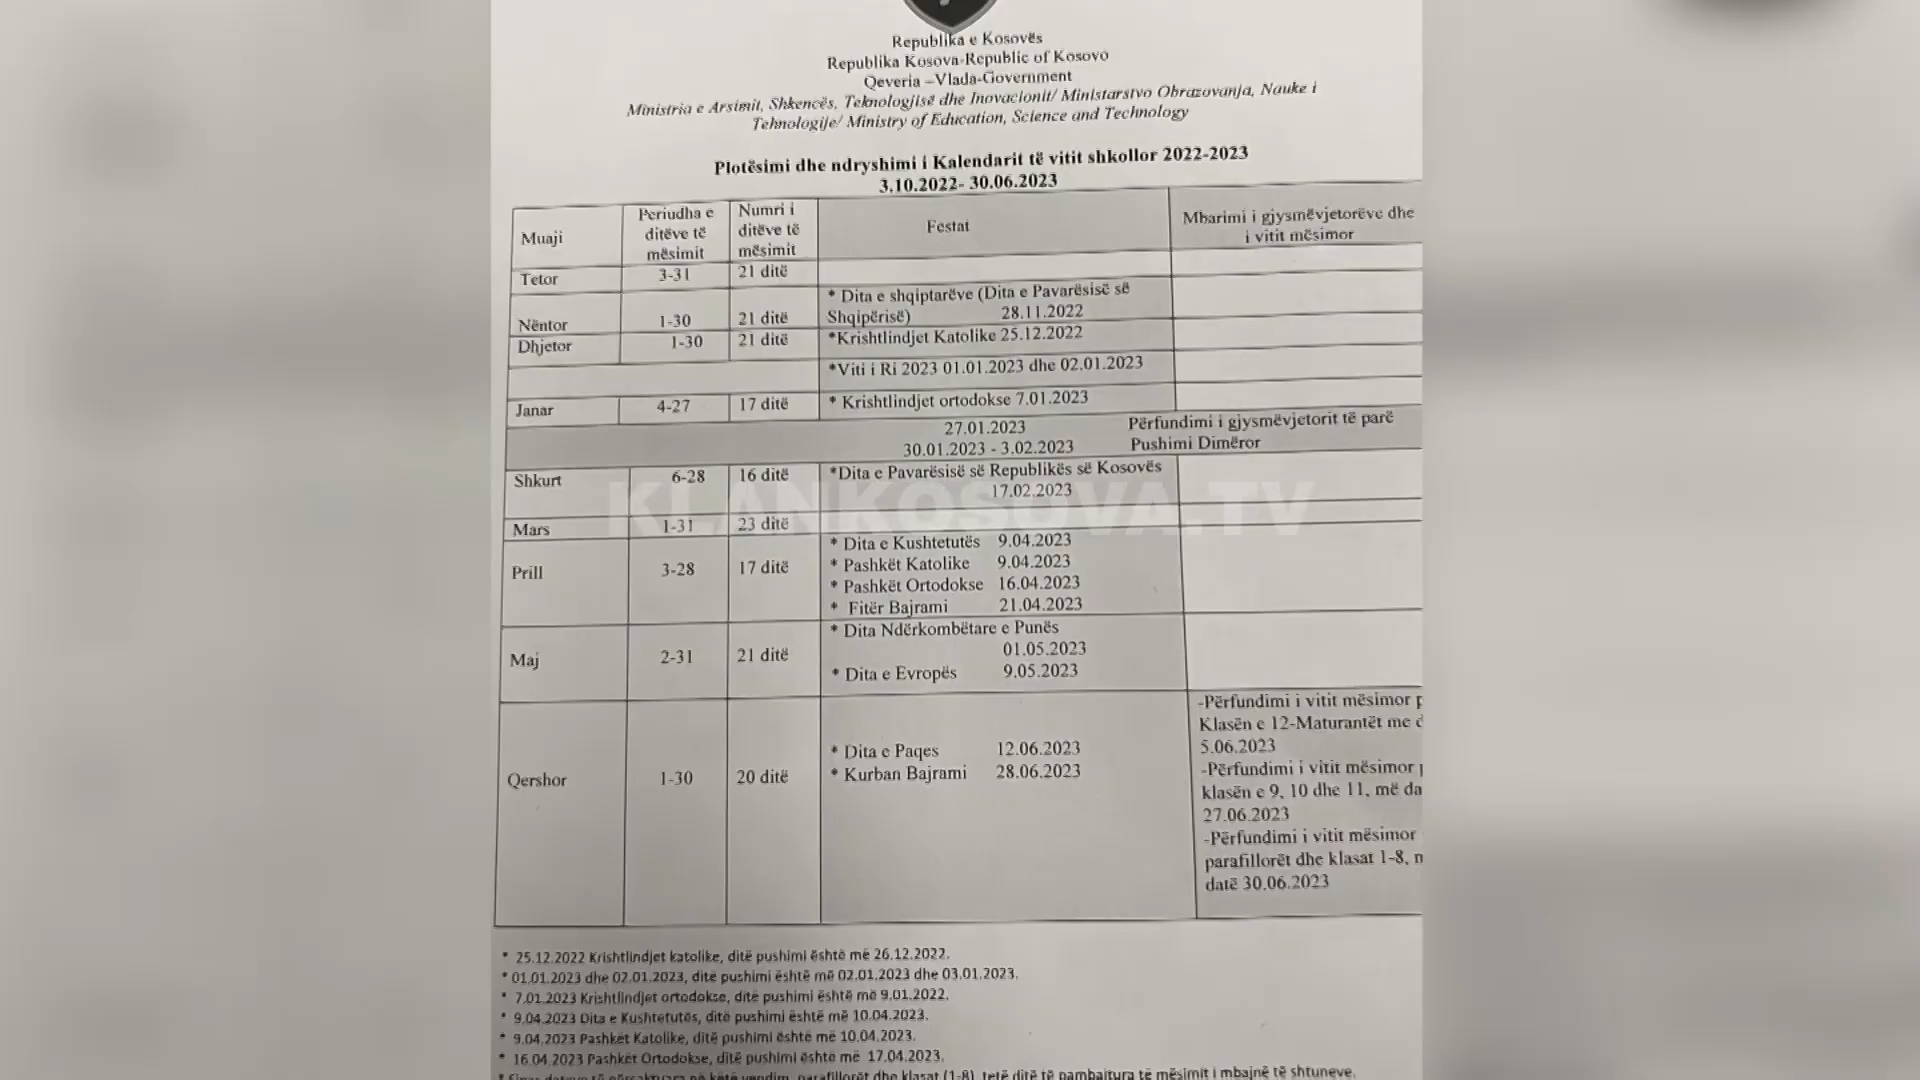 Republika e Kosovës
Republika Kosova-Republic of Kosovo
Qeveria –Vlada-Government
Ministria e Arsimit, Shkencës, Teknologjisë dhe Inovacionit/ Ministarstvo Obrazovanja, Nauke i
Tehnologije/ Ministry of Education, Science and Technology
Plotësimi dhe ndryshimi i Kalendarit të vitit shkollor 2022-2023
3.10.2022- 30.06.2023
Muaji
Periudha e
ditëve të
mësimit
Numri i
ditëve të
mësimit
Festat
Mbarimi i gjysmëvjetorëve dhe
i vitit mësimor
Tetor 3-31 21 ditë
Nëntor 1-30 21 ditë
* Dita e shqiptarëve (Dita e Pavarësisë së
Shqipërisë) 28.11.2022
Dhjetor 1-30 21 ditë *Krishtlindjet Katolike 25.12.2022
*Viti i Ri 2023 01.01.2023 dhe 02.01.2023
Janar 4-27 17 ditë * Krishtlindjet ortodokse 7.01.2023
27.01.2023 Përfundimi i gjysmëvjetorit të parë
30.01.2023 - 3.02.2023 Pushimi Dimëror
Shkurt 6-28 16 ditë *Dita e Pavarësisë së Republikës së Kosovës
17.02.2023
KLANKOSOVA.TV
Mars 1-31 23 ditë
Prill 3-28 17 ditë
* Dita e Kushtetutës 9.04.2023
* Pashkët Katolike 9.04.2023
* Pashkët Ortodokse 16.04.2023
* Fitër Bajrami 21.04.2023
Maj 2-31 21 ditë
* Dita Ndërkombëtare e Punës
01.05.2023
* Dita e Evropës 9.05.2023
Qershor 1-30 20 ditë
* Dita e Paqes 12.06.2023
* Kurban Bajrami 28.06.2023
-Përfundimi i vitit mësimor
Klasën e 12-Maturantët me
5.06.2023
-Përfundimi i vitit mësimor
klasën e 9, 10 dhe 11, më da
27.06.2023
-Përfundimi i vitit mësimor
parafillorët dhe klasat 1-8,
datë 30.06.2023
* 25.12.2022 Krishtlindjet katolike, ditë pushimi është më 26.12.2022.
* 01.01.2023 dhe 02.01.2023, ditë pushimi është më 02.01.2023 dhe 03.01.2023.
* 7.01.2023 Krishtlindjet ortodokse, ditë pushimi është më 9.01.2022.
* 9.04.2023 Dita e Kushtetutës, ditë pushimi është më 10.04.2023.
* 9.04.2023 Pashkët Katolike, ditë pushimi është më 10.04.2023.
* 16.04.2023 Pashkët Ortodokse, ditë pushimi është më 17.04.2023.
parafillorët dhe klasat (1-8), tetë ditë të pambajtura të mësimit i mbajnë të shtuneve.